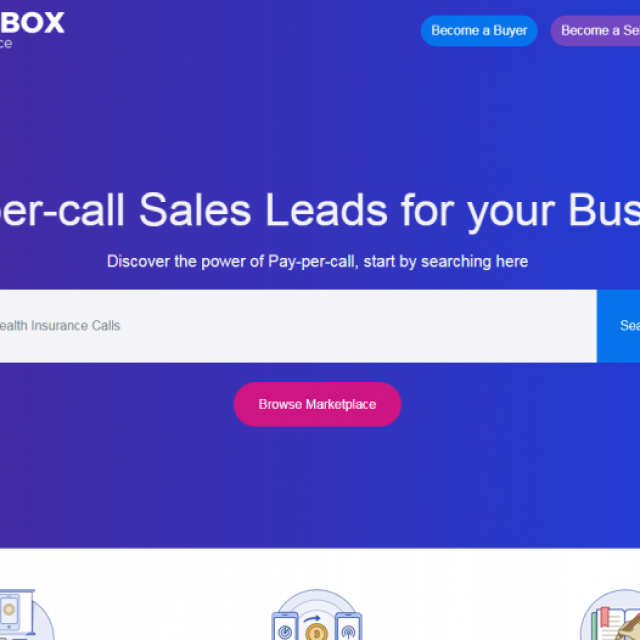 BOX
ce
Become a Buyer
Become a Se
er-call Sales Leads for your Bus
Discover the power of Pay-per-call, start by searching here
ealth Insurance Calls
Sea
Browse Marketplace